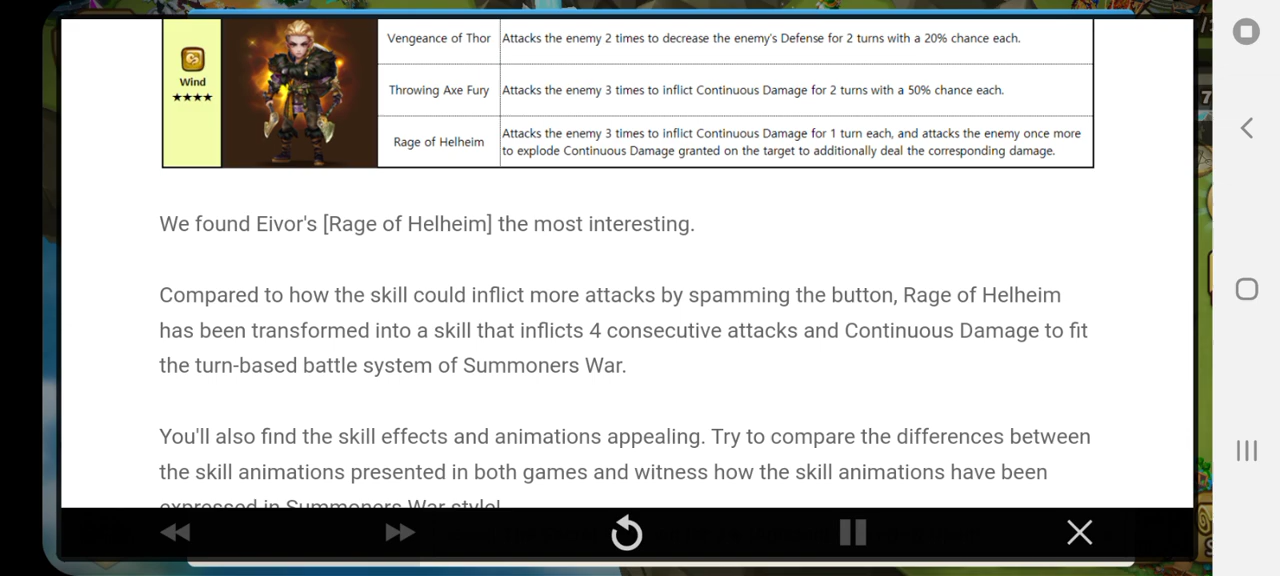 Wind
★★★★
Vengeance of Thor
Attacks the enemy 2 times to decrease the enemy's Defense for 2 turns with a 20% chance each.
Throwing Axe Fury
Attacks the enemy 3 times to inflict Continuous Damage for 2 turns with a 50% chance each.
Rage of Helheim
Attacks the enemy 3 times to inflict Continuous Damage for 1 turn each, and attacks the enemy once more
to explode Continuous Damage granted on the target to additionally deal the corresponding damage.
We found Eivor's [Rage of Helheim] the most interesting.
Compared to how the skill could inflict more attacks by spamming the button, Rage of Helheim
has been transformed into a skill that inflicts 4 consecutive attacks and Continuous Damage to fit
the turn-based battle system of Summoners War.
You'll also find the skill effects and animations appealing. Try to compare the differences between
the skill animations presented in both games and witness how the skill animations have been
expressed in Summoners War style!